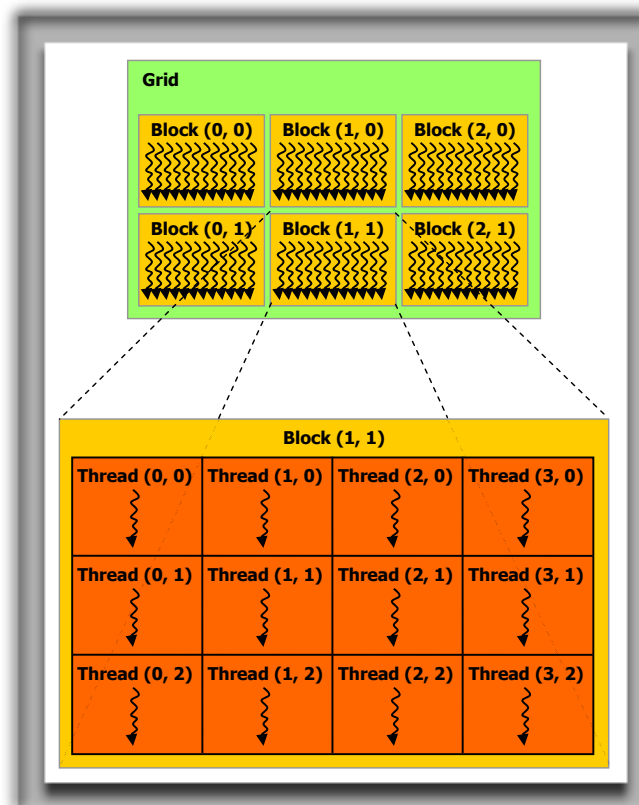 Grid
Block (0, 0) Block (1, 0) Block (2, 0)
Block (0, 1) Block (1, 1) Block (2, 1)
Block (1, 1)
Thread (0, 0) Thread (1, 0) Thread (2, 0) Thread (3, 0)
Thread (0, 1) Thread (1, 1) Thread (2, 1) Thread (3, 1)
Thread (0, 2) Thread (1, 2) Thread (2, 2) Thread (3, 2)